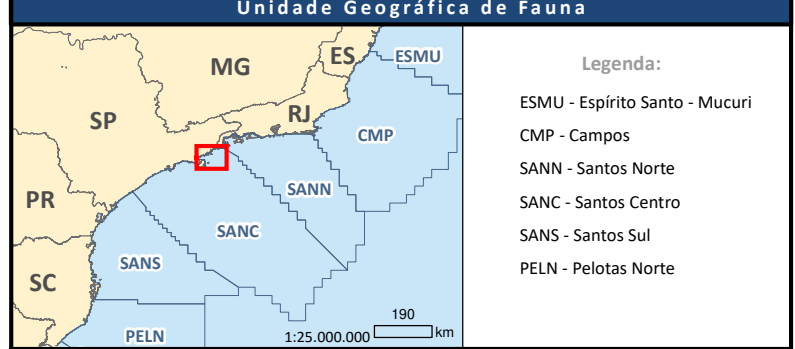 Unidade Geográfica de Fauna
MG
ES
ESMU
SP
RJ
CMP
PR
SANN
SANC
SC
SANS
PELN
190
1:25.000.000
km
Legenda:
ESMU - Espírito Santo - Mucuri
CMP - Campos
SANN - Santos Norte
SANC - Santos Centro
SANS - Santos Sul
PELN - Pelotas Norte